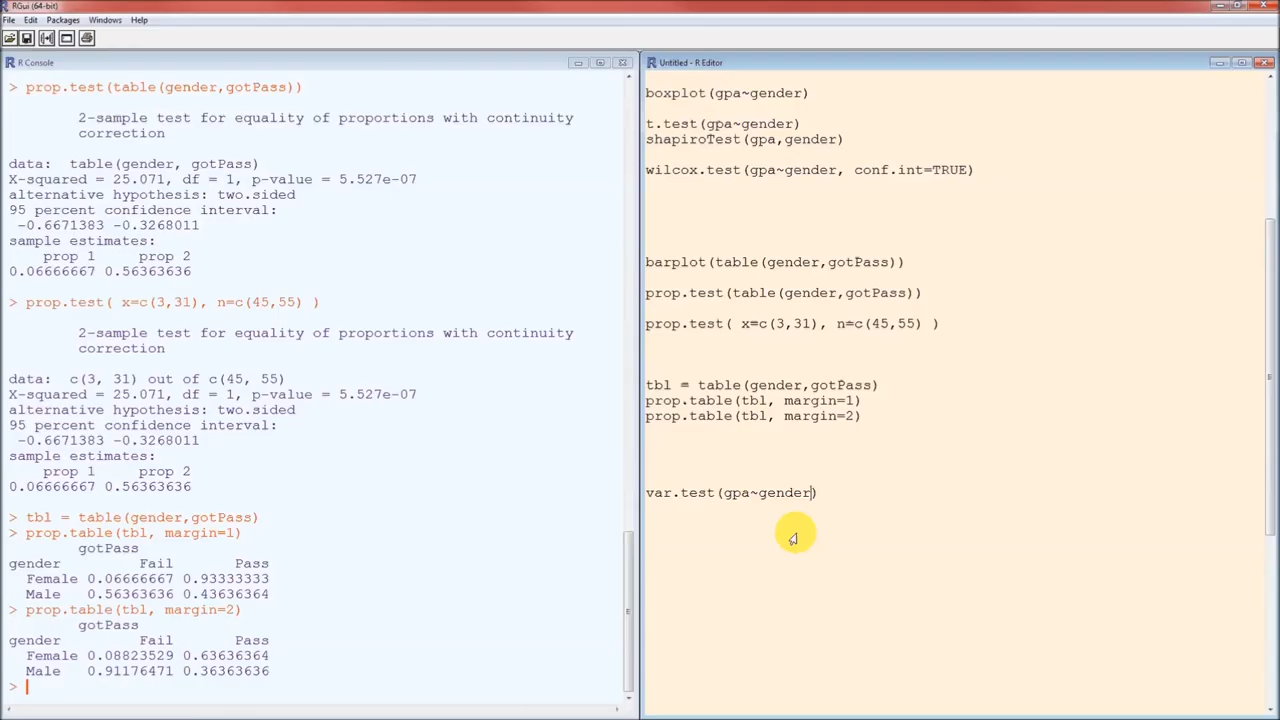 RGui (64-bit)
File Edit Packages Windows Help
R Console
> prop.test(table(gender,gotPass))
2-sample test for equality of proportions with continuity
correction
data:  table(gender, gotPass)
X-squared = 25.071, df = 1, p-value = 5.527e-07
alternative hypothesis: two.sided
95 percent confidence interval:
-0.6671383 -0.3268011
sample estimates:
prop 1     prop 2
0.06666667 0.56363636
> prop.test( x=c(3,31), n=c(45,55) )
2-sample test for equality of proportions with continuity
correction
data:  c(3, 31) out of c(45, 55)
X-squared = 25.071, df = 1, p-value = 5.527e-07
alternative hypothesis: two.sided
95 percent confidence interval:
-0.6671383 -0.3268011
sample estimates:
prop 1     prop 2
0.06666667 0.56363636
> tbl = table(gender,gotPass)
> prop.table(tbl, margin=1)
gotPass
gender         Fail       Pass
Female 0.06666667 0.93333333
Male   0.56363636 0.43636364
> prop.table(tbl, margin=2)
gotPass
gender         Fail       Pass
Female 0.08823529 0.63636364
Male   0.91176471 0.36363636
>
Untitled - R Editor
boxplot(gpa~gender)
t.test(gpa~gender)
shapiroTest(gpa,gender)
wilcox.test(gpa~gender, conf.int=TRUE)
barplot(table(gender,gotPass))
prop.test(table(gender,gotPass))
prop.test( x=c(3,31), n=c(45,55) )
tbl = table(gender,gotPass)
prop.table(tbl, margin=1)
prop.table(tbl, margin=2)
var.test(gpa~gender)